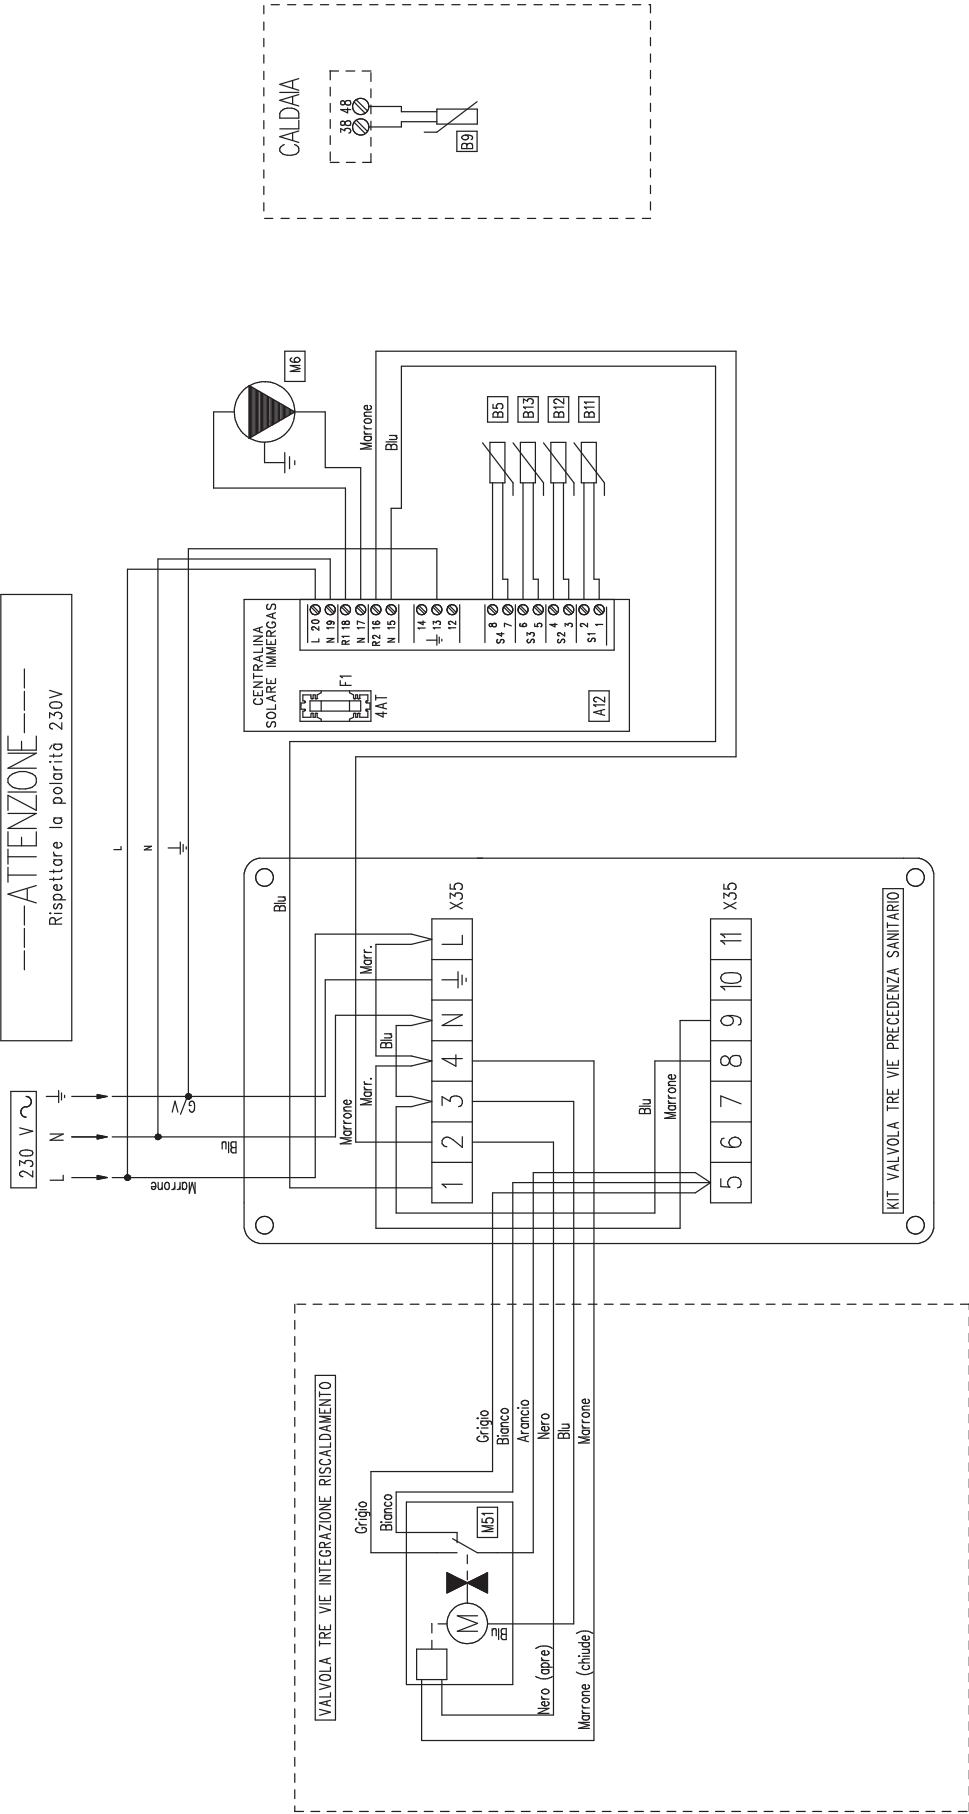 ----ATTENZIONE----
Rispettare la polarità 230V
230 V
L
N
L
N
Marrone
Blu
G/V
CALDAIA
38 48
B9
M6
Marrone
Blu
CENTRALINA
SOLARE IMMERGAS
F1
4AT
A12
L 20
N 19
R1 18
N 17
R2 16
N 15
14
13
12
8
S4 7
6
S3 5
4
S2 3
2
S1 1
B5
B13
B12
B11
Blu
Marrone
Marr.
Blu
Marr.
1 2 3 4 N L
X35
Blu
Marrone
5 6 7 8 9 10 11
X35
KIT VALVOLA TRE VIE PRECEDENZA SANITARIO
VALVOLA TRE VIE INTEGRAZIONE RISCALDAMENTO
Grigio
Bianco
Grigio
Bianco
Arancio
Nero
Blu
Marrone
M51
M
Blu
Nero (apre)
Marrone (chiude)